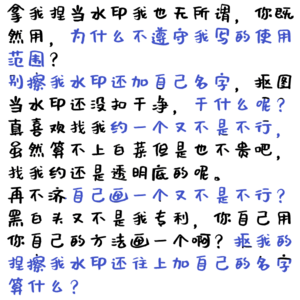 拿我捏当水印我也无所谓，你既
然用，为什么不遵守我写的使用
范围？
别擦我水印还加自己名字，抠图
当水印还没扣干净，干什么呢？
真喜欢找我约一个又不是不行，
虽然算不上白菜但是也不贵吧，
找我约还是透明底的呢。
再不济自己画一个又不是不行？
黑白头又不是我专利，你自己用
你自己的方法画一个啊？抠我的
捏擦我水印还往上加自己的名字
算什么？